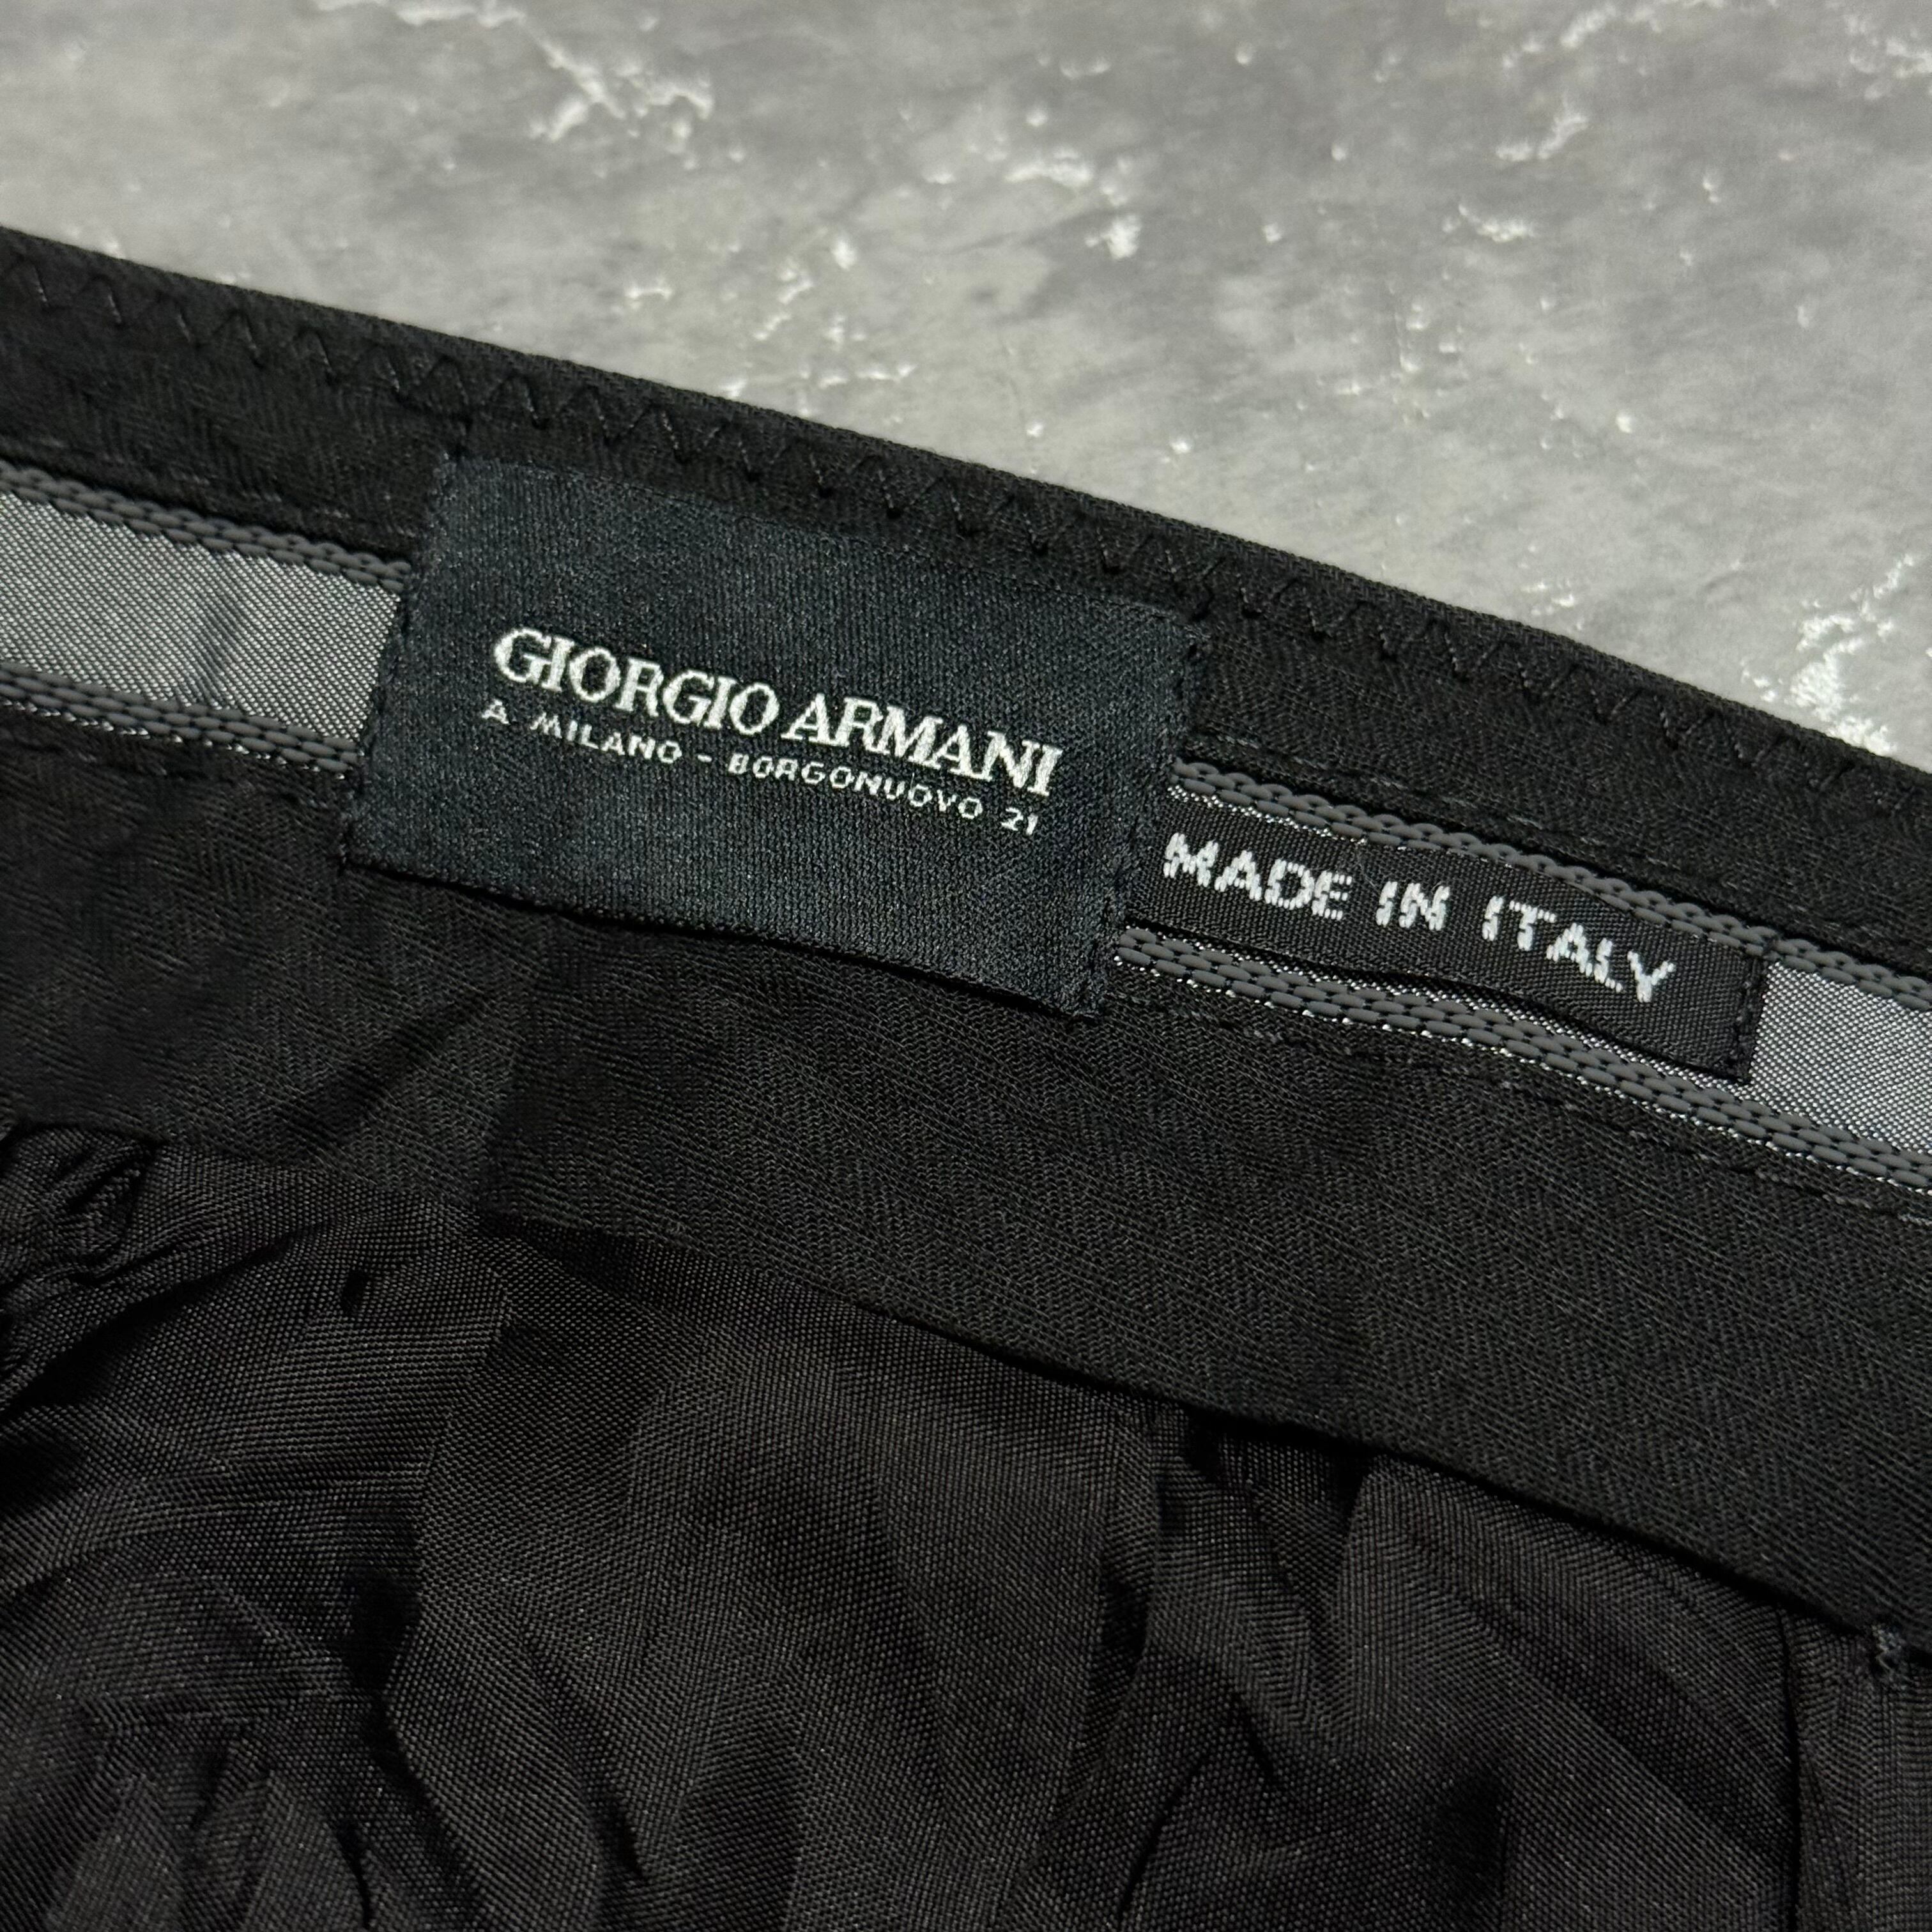 GIORGIO ARMANI
A MILANO - BORGONUOVO 21
MADE IN ITALY